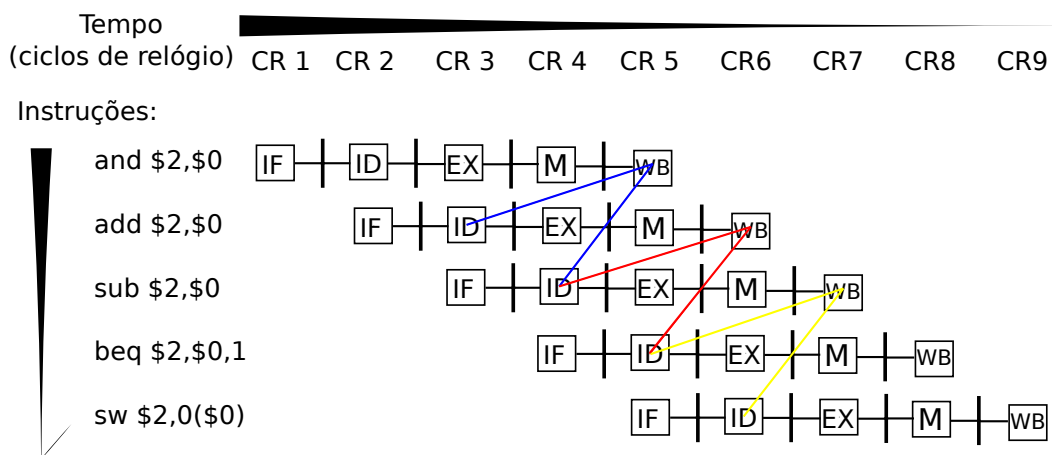 Tempo
(ciclos de relógio) CR 1 CR 2 CR 3 CR 4 CR 5 CR6 CR7 CR8 CR9
Instruções:
and $2,$0 IF ID EX M WB
add $2,$0 IF ID EX M WB
sub $2,$0 IF ID EX M WB
beq $2,$0,1 IF ID EX M WB
sw $2,0($0) IF ID EX M WB